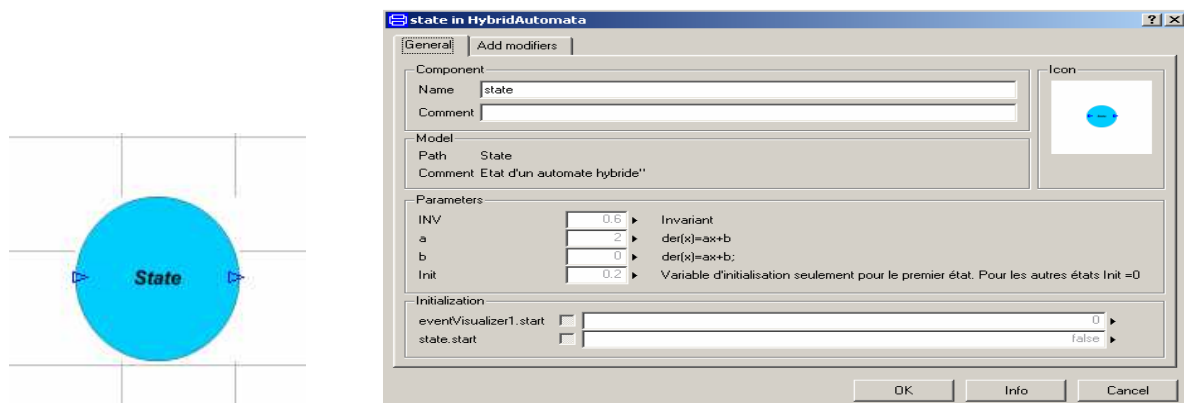 State
state in HybridAutomata
General Add modifiers
Component
Name state
Comment
Icon
Model
Path State
Comment Etat d'un automate hybride"
Parameters
INV 0.6 Invariant
a 2 der(x)=ax+b
b 0 der(x)=ax+b;
Init 0.2 Variable d'initialisation seulement pour le premier état. Pour les autres états Init =0
Initialization
eventVisualizer1.start 0
state.start false
OK Info Cancel